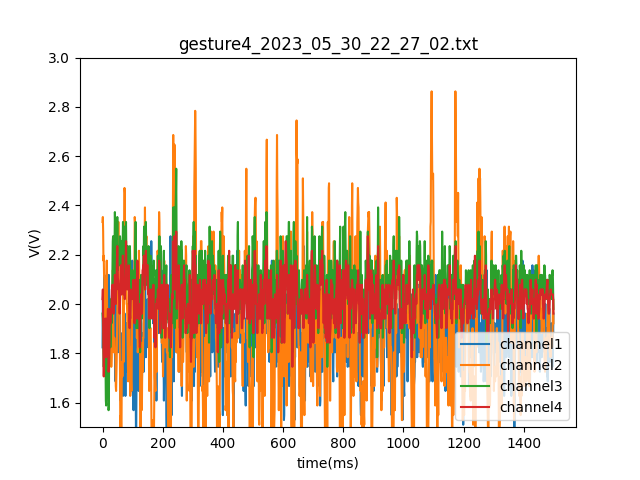 gesture4_2023_05_30_22_27_02.txt
3.0
2.8
2.6
2.4
2.2
2.0
1.8
1.6
V(V)
channel1
channel2
channel3
channel4
0 200 400 600 800 1000 1200 1400
time(ms)